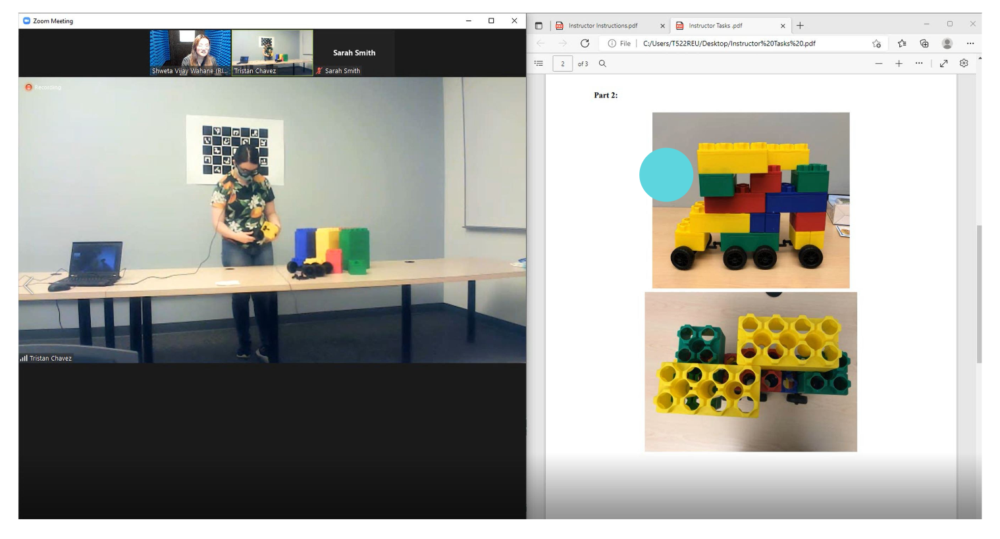 Zoom Meeting
Sarah Smith
Shweta Vijay Wahane (RI...
Tristan Chavez
Sarah Smith
Recording
Tristan Chavez
Instructor Instructions.pdf
Instructor Tasks .pdf
File
C:/Users/T522REU/Desktop/Instructor%20Tasks%20.pdf
2
of 3
Part 2: